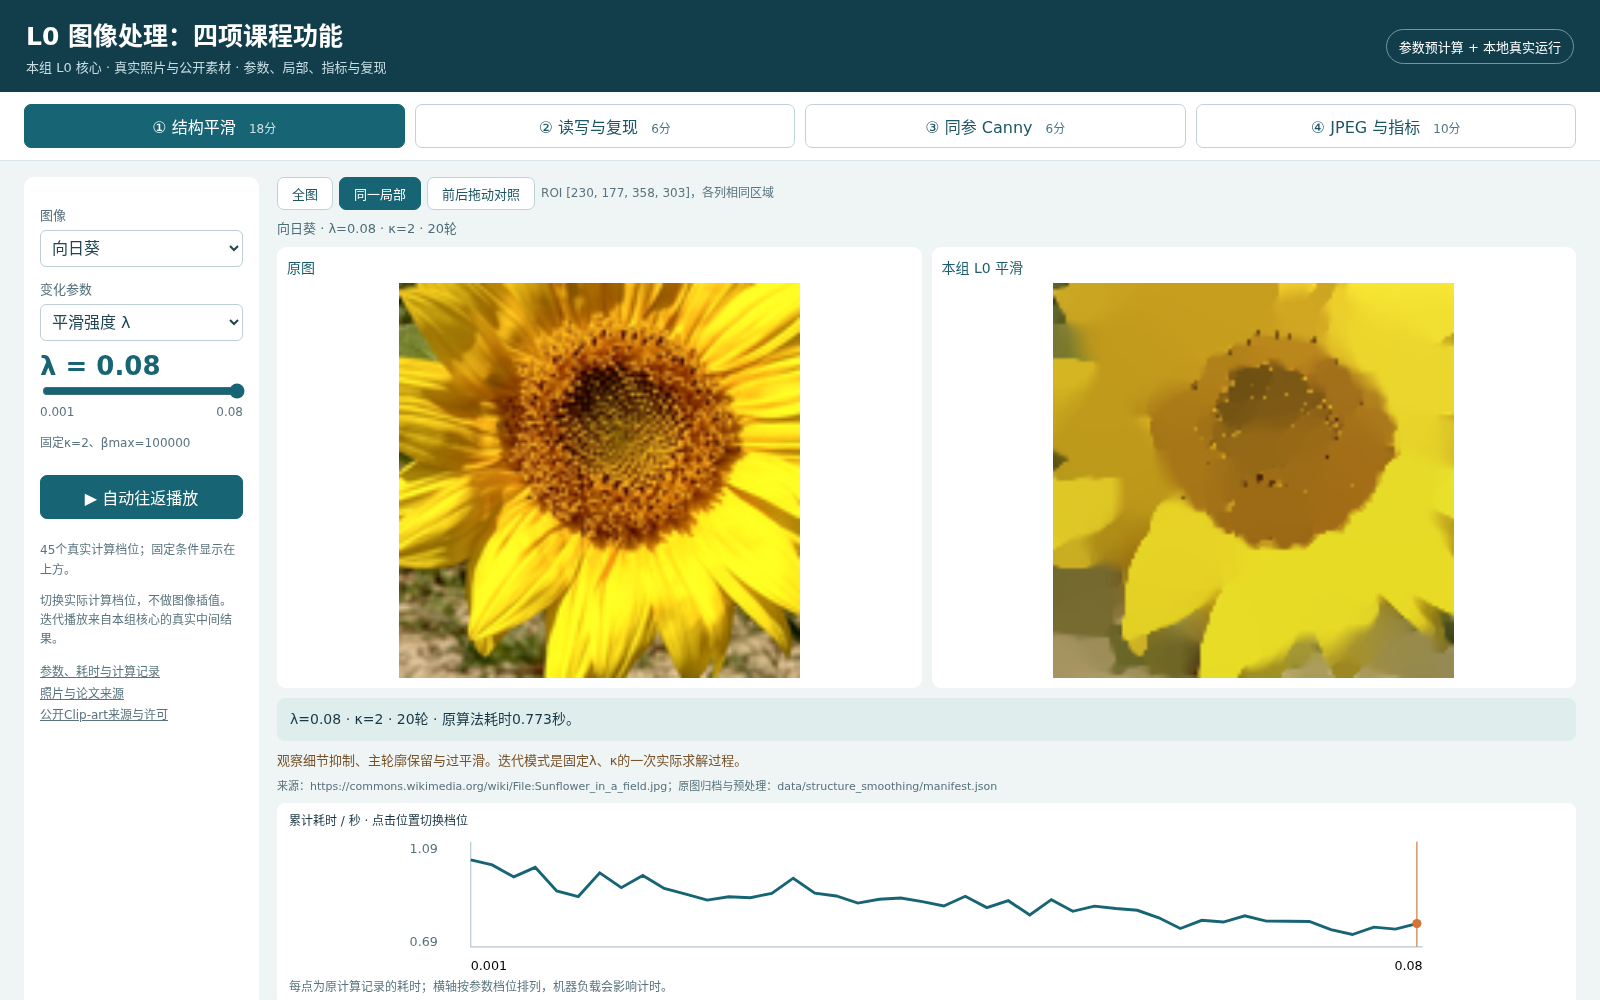 L0 图像处理：四项课程功能
本组 L0 核心 · 真实照片与公开素材 · 参数、局部、指标与复现
参数预计算 + 本地真实运行
① 结构平滑 18分
② 读写与复现 6分
③ 同参 Canny 6分
④ JPEG 与指标 10分
图像
向日葵
变化参数
平滑强度 λ
λ = 0.08
0.001 0.08
固定κ=2、βmax=100000
▶ 自动往返播放
45个真实计算档位；固定条件显示在
上方。
切换实际计算档位，不做图像插值。
迭代播放来自本组核心的真实中间结
果。
参数、耗时与计算记录
照片与论文来源
公开Clip-art来源与许可
全图 同一局部 前后拖动对照 ROI [230, 177, 358, 303]，各列相同区域
向日葵 · λ=0.08 · κ=2 · 20轮
原图
本组 L0 平滑
λ=0.08 · κ=2 · 20轮 · 原算法耗时0.773秒。
观察细节抑制、主轮廓保留与过平滑。迭代模式是固定λ、κ的一次实际求解过程。
来源：https://commons.wikimedia.org/wiki/File:Sunflower_in_a_field.jpg；原图归档与预处理：data/structure_smoothing/manifest.json
累计耗时 / 秒 · 点击位置切换档位
1.09
0.69
0.001 0.08
每点为原计算记录的耗时；横轴按参数档位排列，机器负载会影响计时。